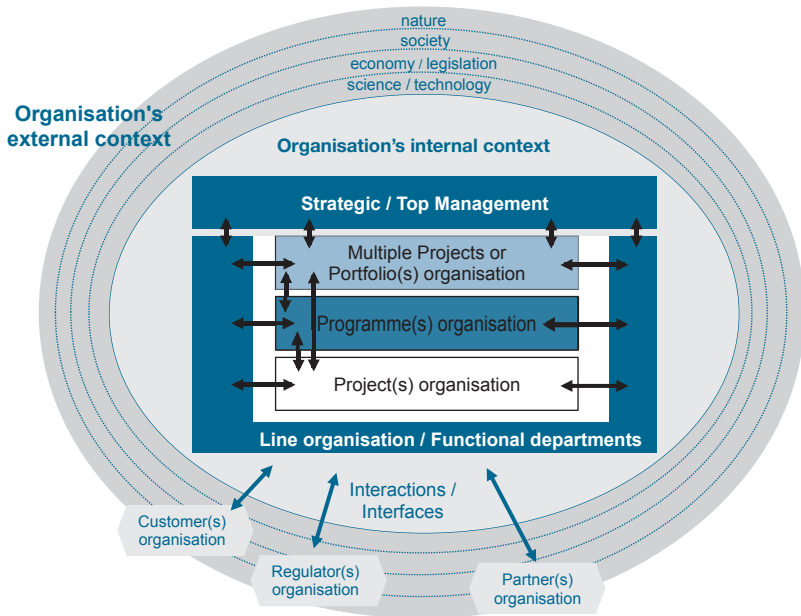 nature
society
economy / legislation
science / technology
Organisation's
external context
Organisation’s internal context
Strategic / Top Management
Multiple Projects or
Portfolio(s) organisation
Programme(s) organisation
Project(s) organisation
Line organisation / Functional departments
Interactions /
Interfaces
Customer(s)
organisation
Regulator(s)
organisation
Partner(s)
organisation